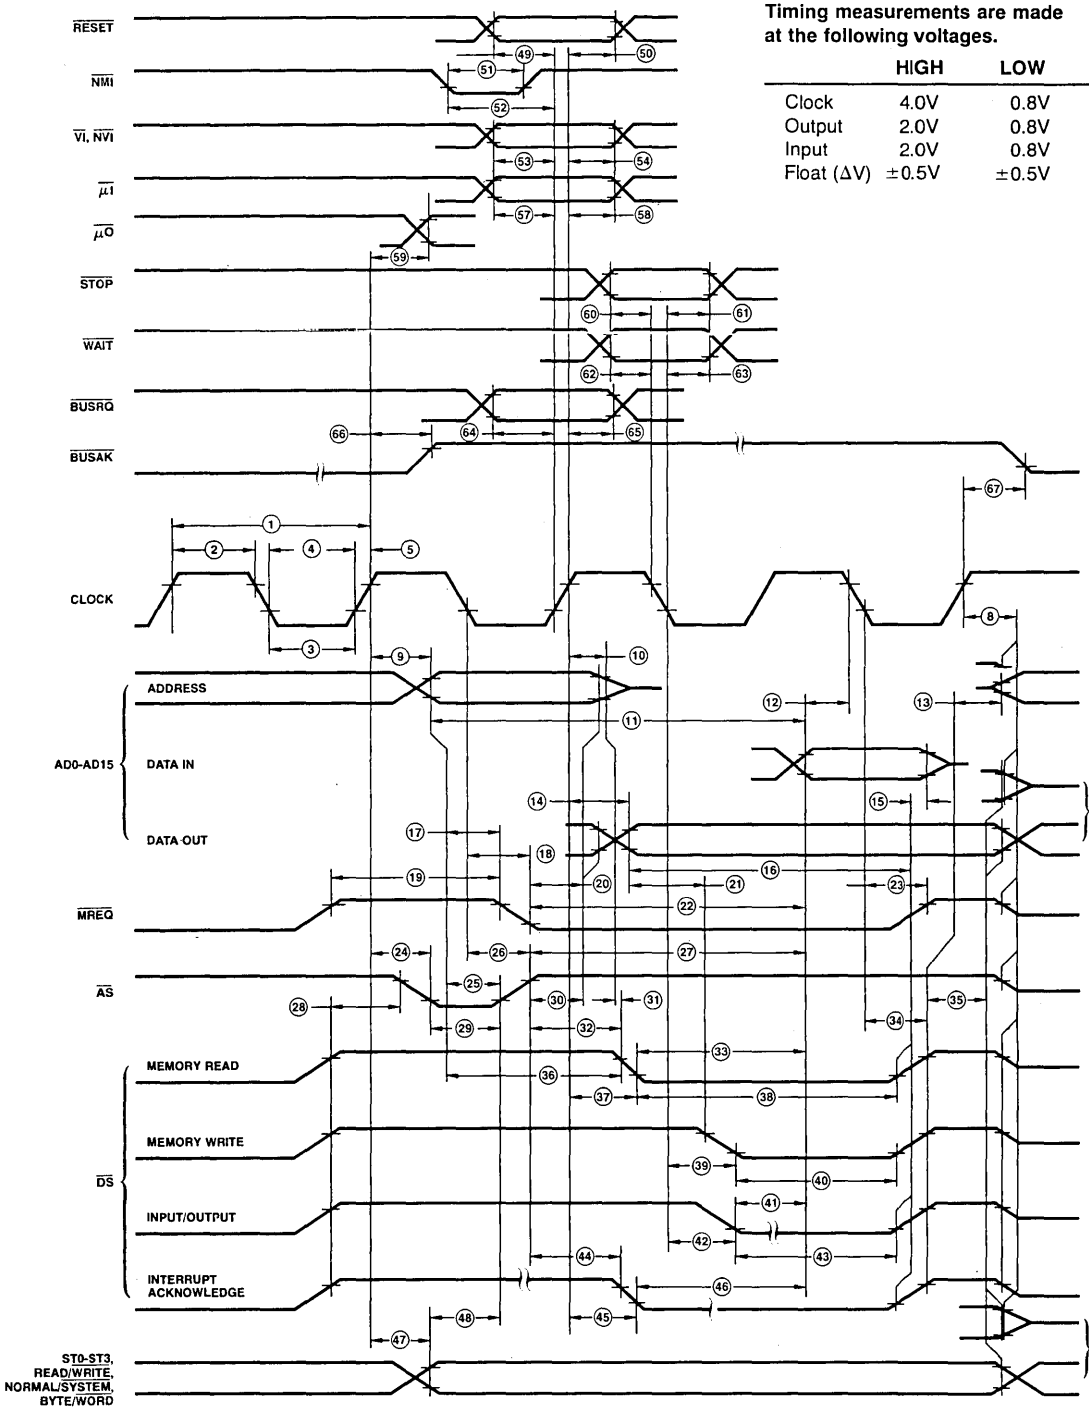 Timing measurements are made
at the following voltages.
HIGH LOW
Clock 4.0V 0.8V
Output 2.0V 0.8V
Input 2.0V 0.8V
Float (ΔV) ±0.5V ±0.5V
RESET
49 50
51
NMI
52
VI, NVI
53 54
μI
57 58
μO
59
STOP
60 61
WAIT
62 63
BUSRQ
66 64 65
BUSAK
67
1
2 4 5
CLOCK
8
3 9 10
ADDRESS
12 13
11
AD0-AD15 DATA IN
14 15
17
DATA OUT
18
16
19 20 21 23
22
MREQ
24 26 27
25
AS
28 30 31 35
29 32 34
33
MEMORY READ
36
37 38
MEMORY WRITE
39
40
DS
41
INPUT/OUTPUT
42 43
44
INTERRUPT
ACKNOWLEDGE
46
48 45
47
ST0-ST3,
READ/WRITE,
NORMAL/SYSTEM,
BYTE/WORD